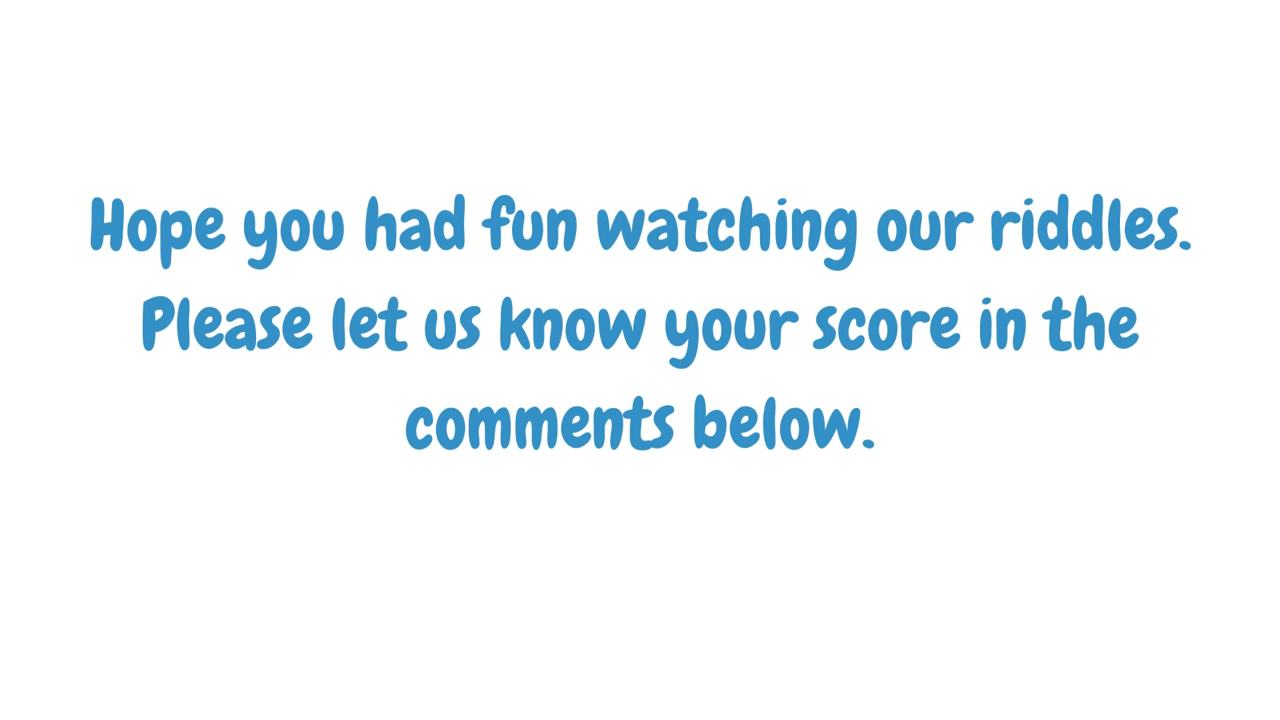 Hope you had fun watching our riddles.
Please let us know your score in the
comments below.